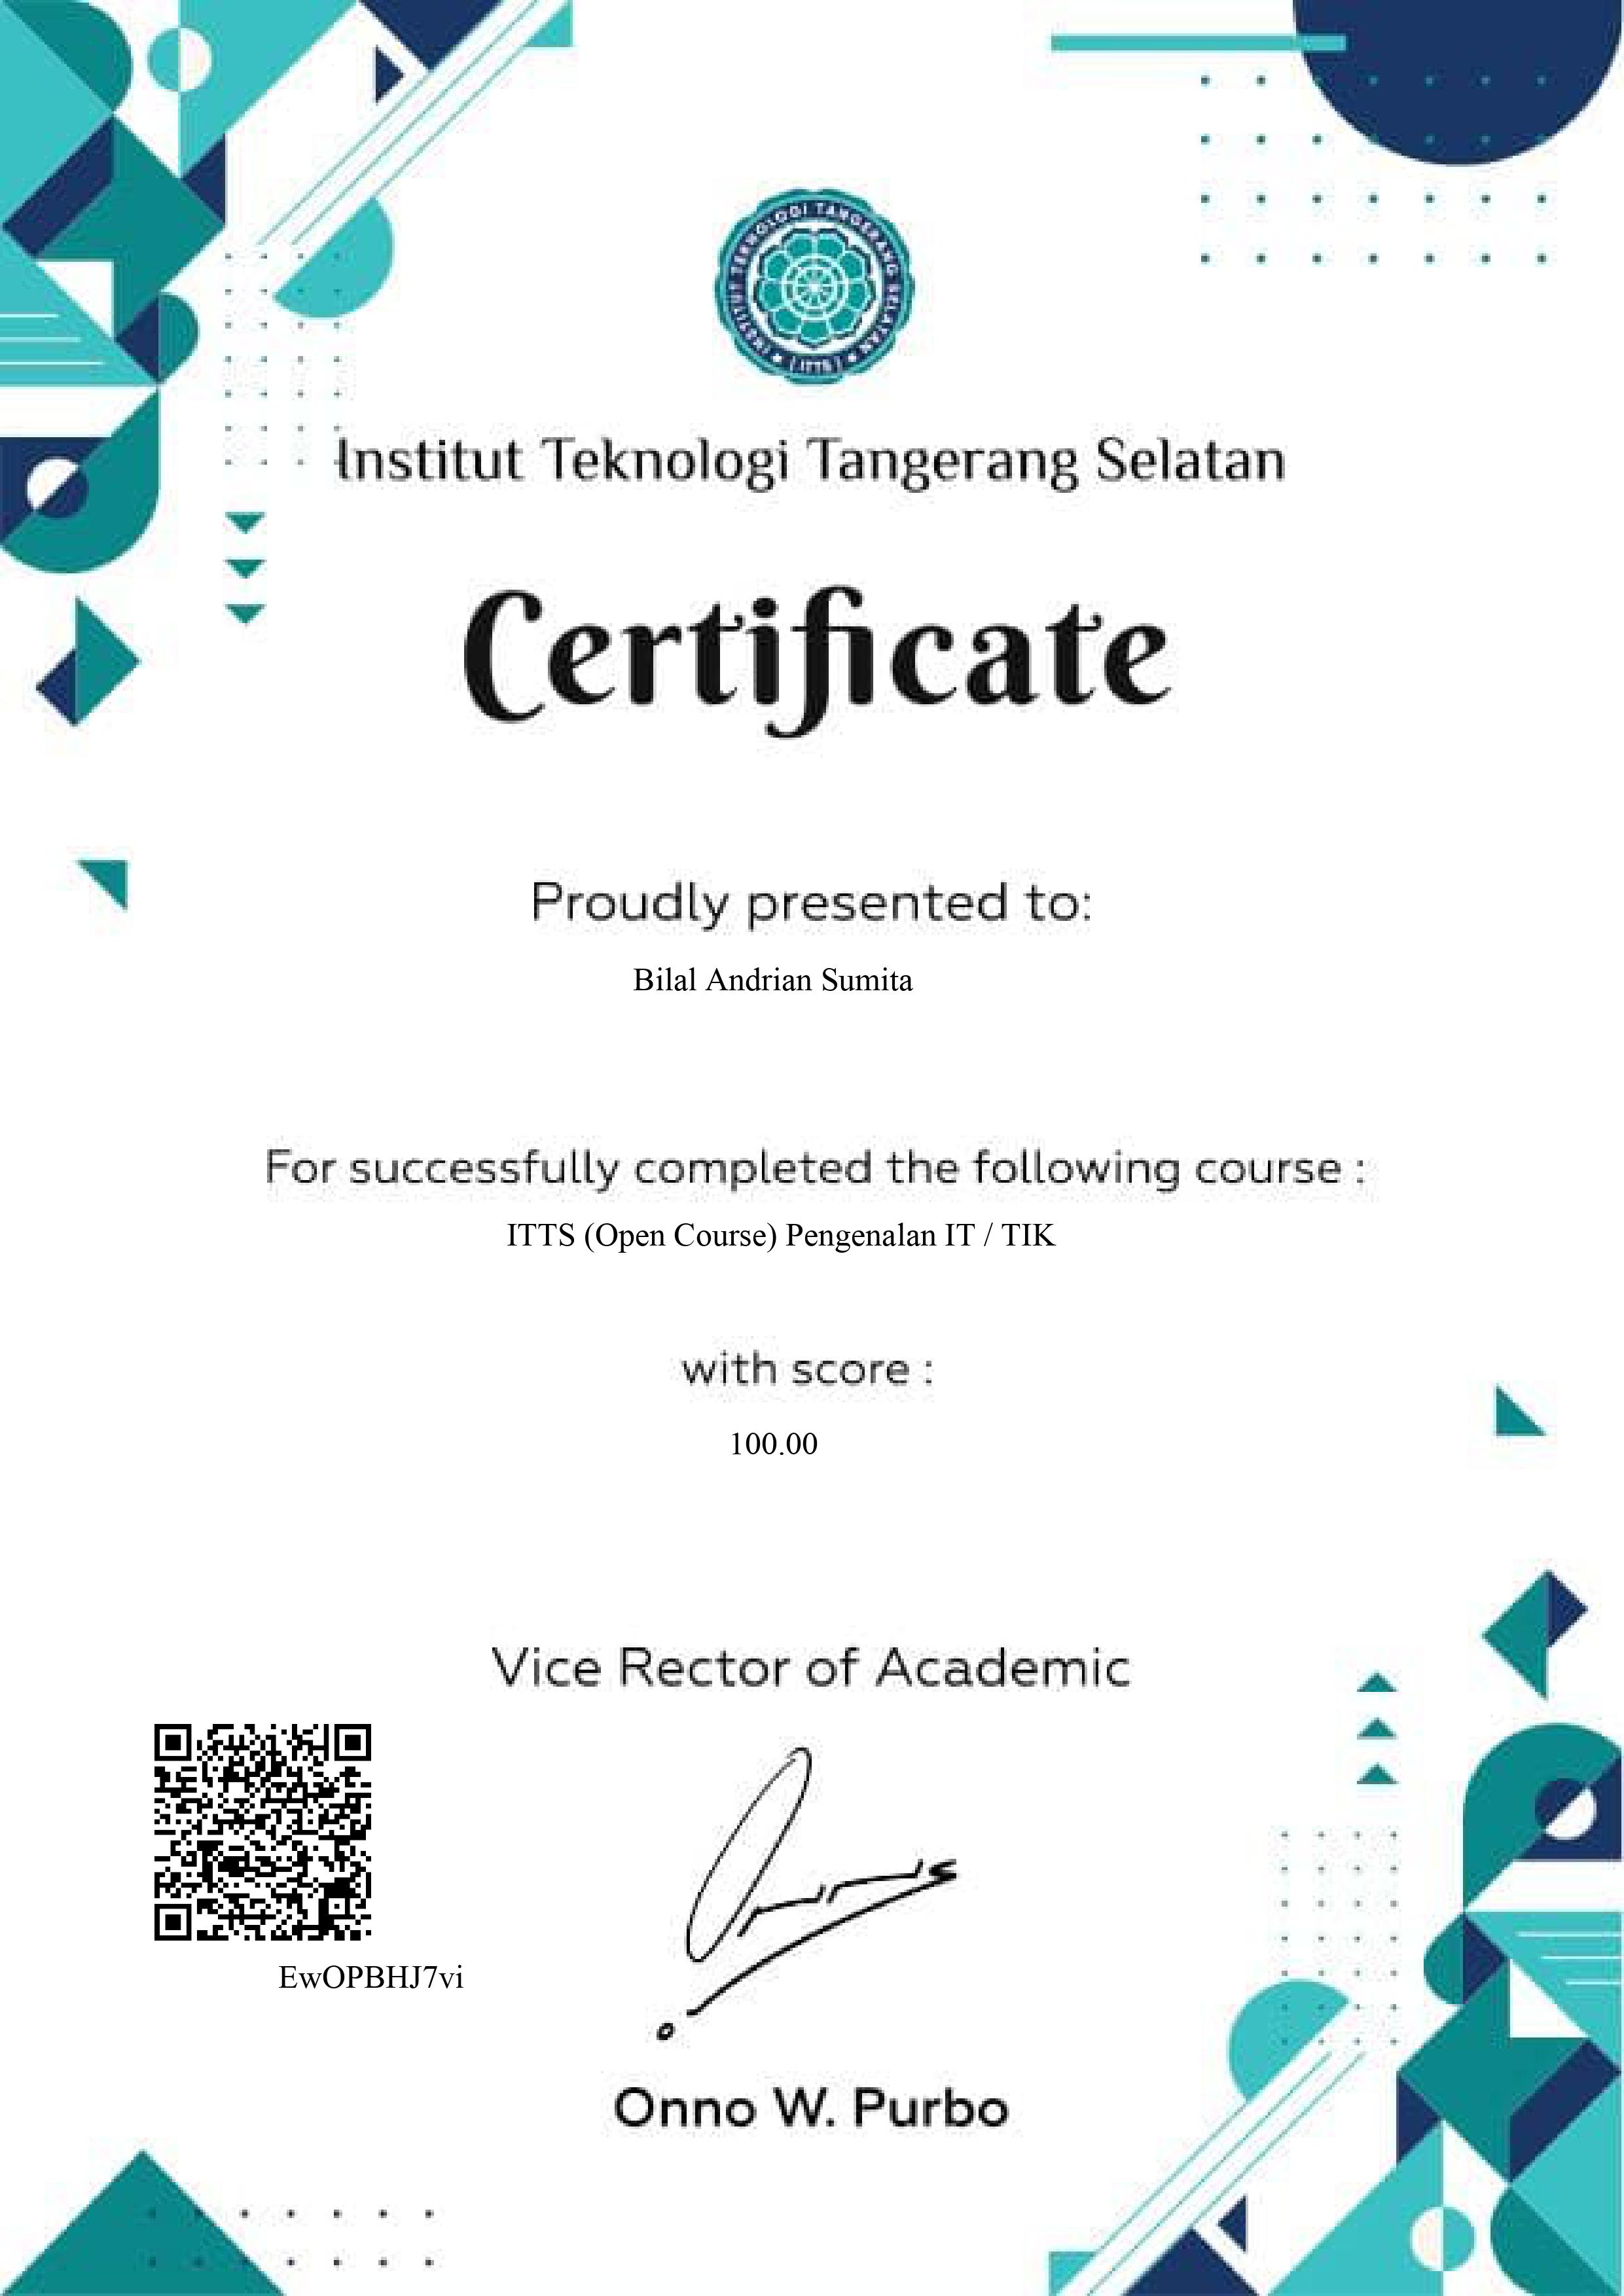 INSTITUT TEKNOLOGI TANGERANG SELATAN
[ITTS]
Institut Teknologi Tangerang Selatan
Certificate
Proudly presented to:
Bilal Andrian Sumita
For successfully completed the following course :
ITTS (Open Course) Pengenalan IT / TIK
with score :
100.00
Vice Rector of Academic
EwOPBHJ7vi
Onno W. Purbo